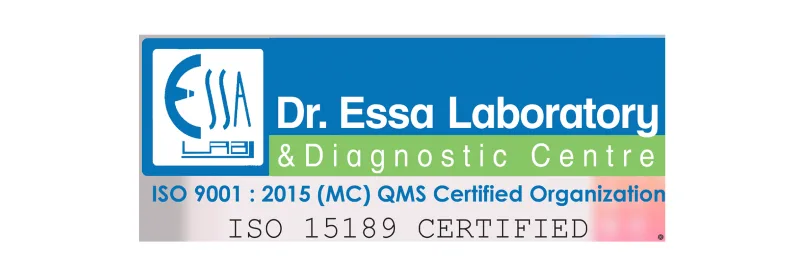 ESSA
LAB
Dr. Essa Laboratory
& Diagnostic Centre
ISO 9001 : 2015 (MC) QMS Certified Organization
ISO 15189 CERTIFIED
®